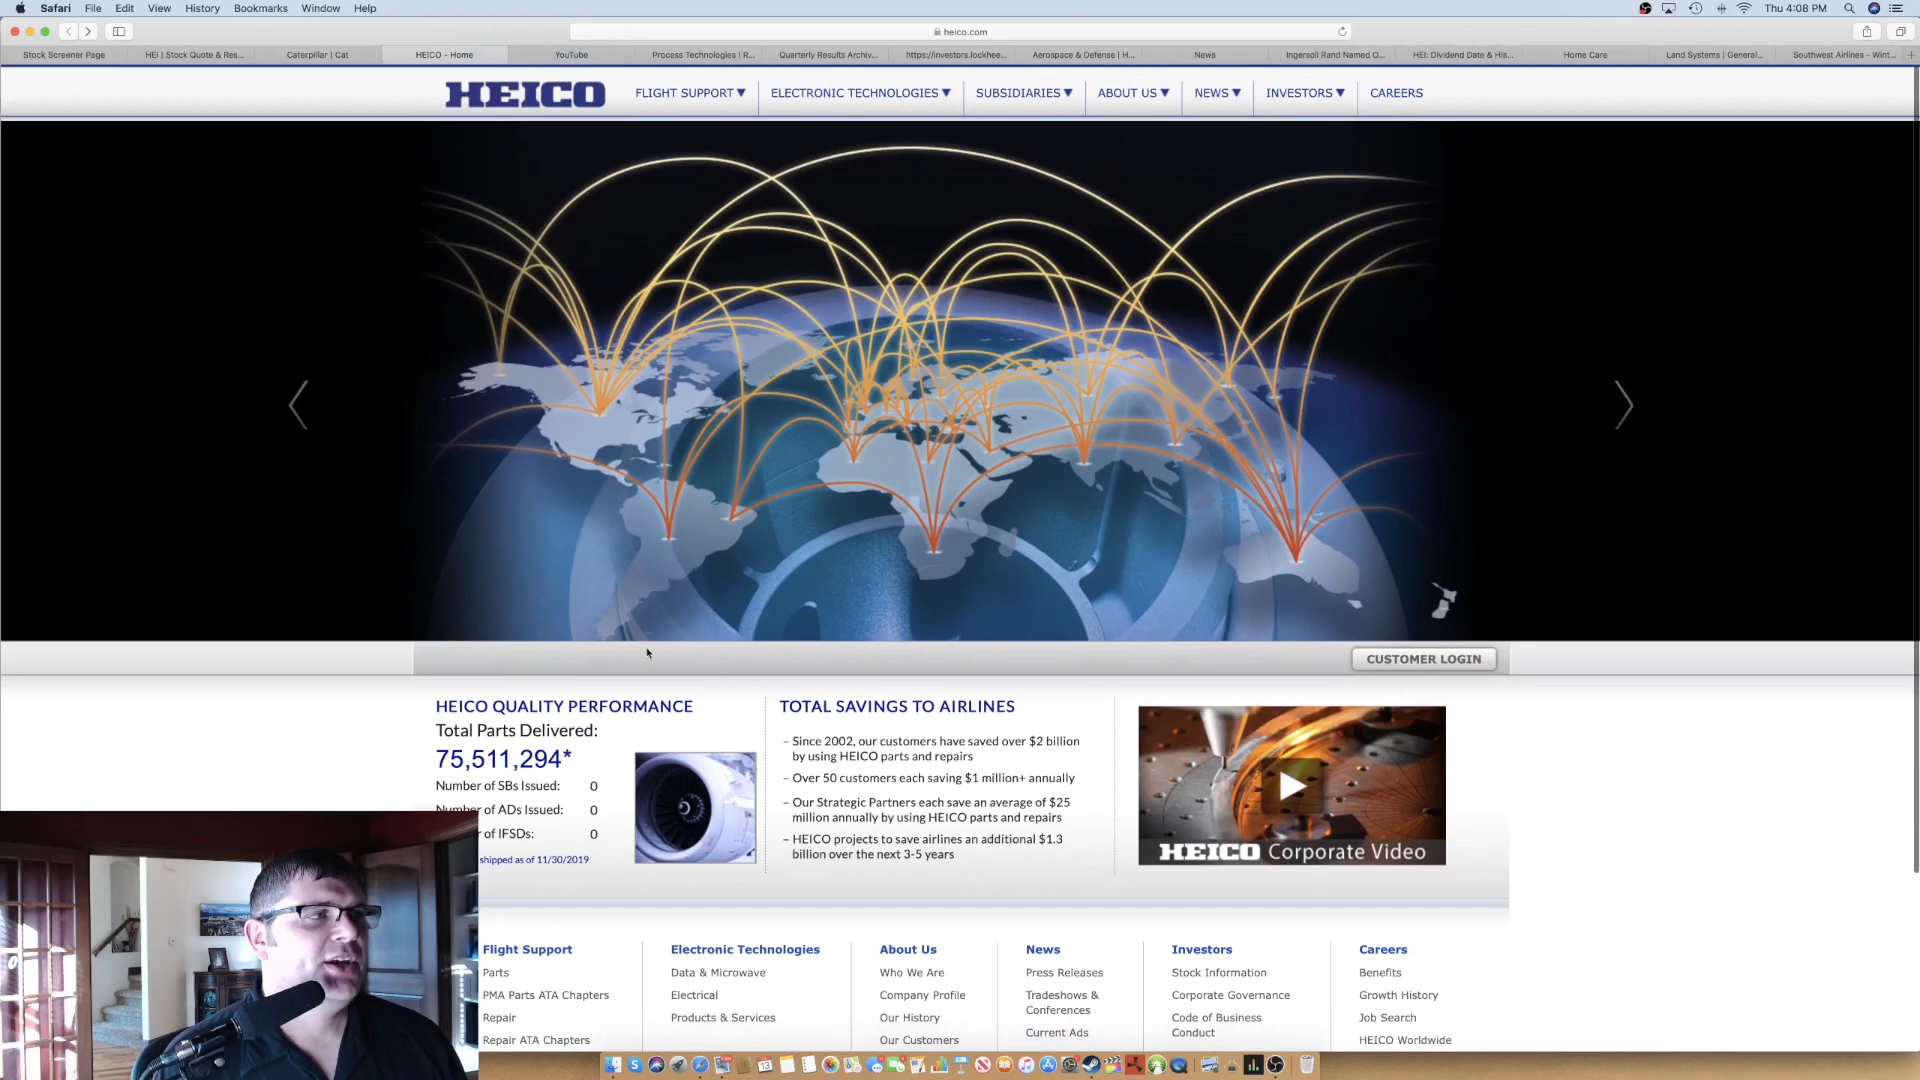 Safari File Edit View History Bookmarks Window Help
Thu 4:08 PM
heico.com
Stock Screener Page
HEI | Stock Quote & Res...
Caterpillar | Cat
HEICO - Home
YouTube
Process Technologies | R...
Quarterly Results Archiv...
https://investors.lockhee...
Aerospace & Defense | H...
News
Ingersoll Rand Named O...
HEI: Dividend Date & His...
Home Care
Land Systems | General...
Southwest Airlines - Wint...
HEICO
FLIGHT SUPPORT▼ ELECTRONIC TECHNOLOGIES▼ SUBSIDIARIES▼ ABOUT US▼ NEWS▼ INVESTORS▼ CAREERS
CUSTOMER LOGIN
HEICO QUALITY PERFORMANCE
Total Parts Delivered:
75,511,294*
Number of SBs Issued: 0
Number of ADs Issued: 0
of IFSDs: 0
shipped as of 11/30/2019
TOTAL SAVINGS TO AIRLINES
– Since 2002, our customers have saved over $2 billion
by using HEICO parts and repairs
– Over 50 customers each saving $1 million+ annually
– Our Strategic Partners each save an average of $25
million annually by using HEICO parts and repairs
– HEICO projects to save airlines an additional $1.3
billion over the next 3-5 years
HEICO Corporate Video
Flight Support
Parts
PMA Parts ATA Chapters
Repair
Repair ATA Chapters
Electronic Technologies
Data & Microwave
Electrical
Products & Services
About Us
Who We Are
Company Profile
Our History
Our Customers
News
Press Releases
Tradeshows &
Conferences
Current Ads
Investors
Stock Information
Corporate Governance
Code of Business
Conduct
Careers
Benefits
Growth History
Job Search
HEICO Worldwide